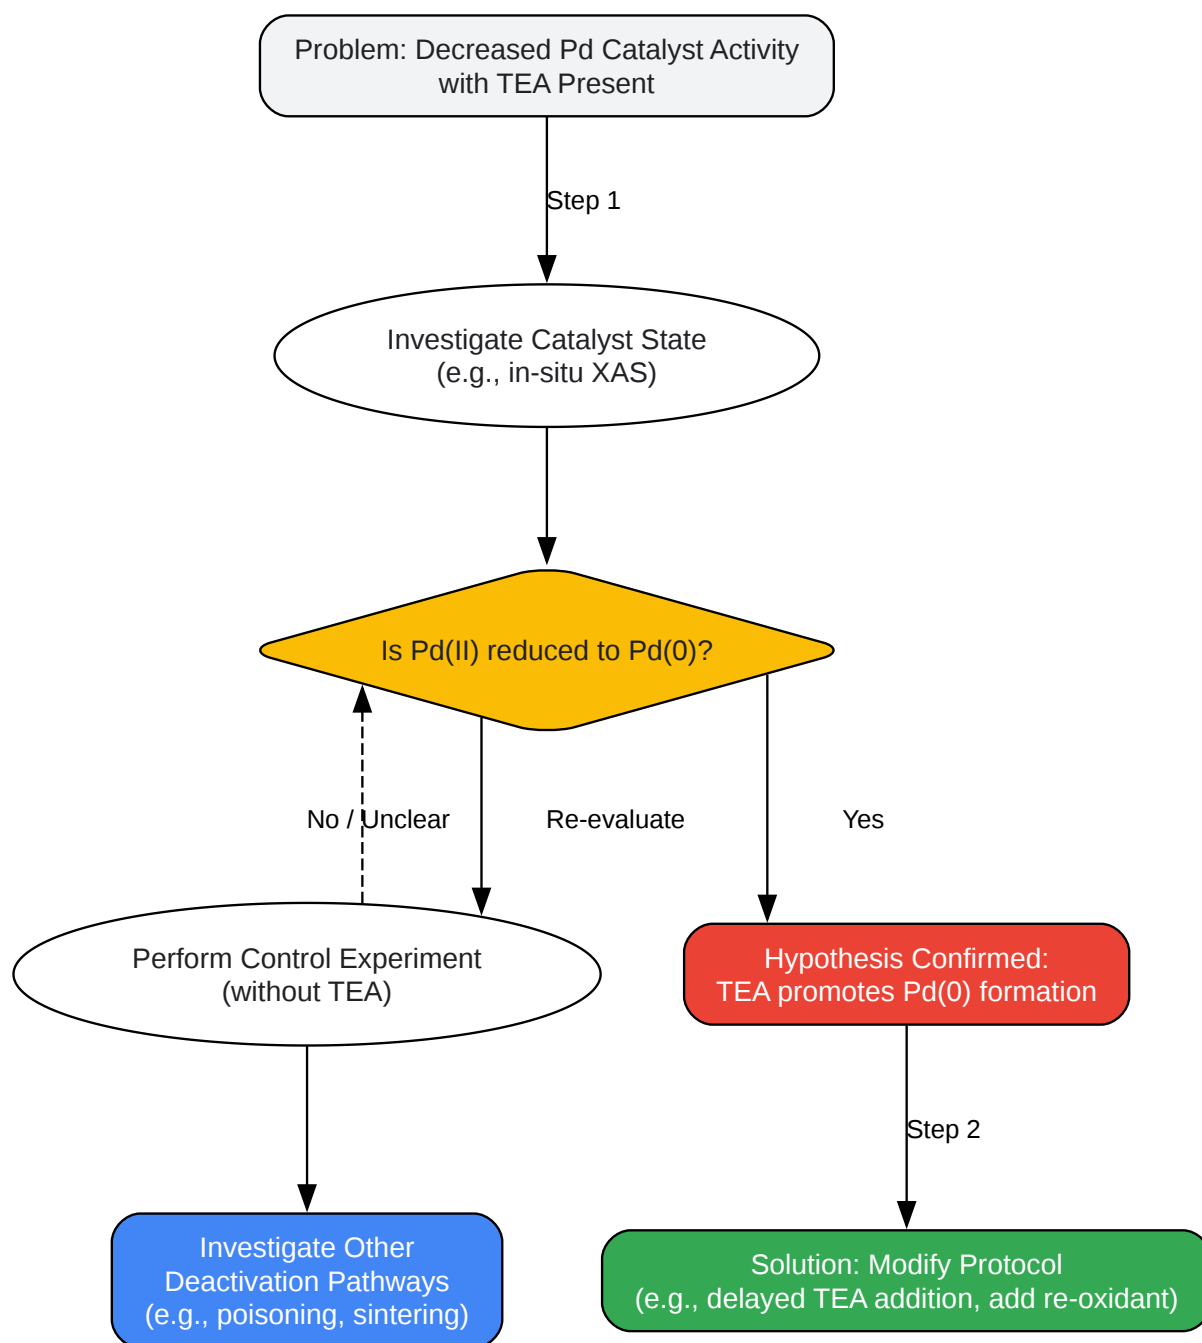 Problem: Decreased Pd Catalyst Activity
with TEA Present
Step 1
Investigate Catalyst State
(e.g., in-situ XAS)
Is Pd(II) reduced to Pd(0)?
No / Unclear
Re-evaluate
Yes
Perform Control Experiment
(without TEA)
Hypothesis Confirmed:
TEA promotes Pd(0) formation
Step 2
Investigate Other
Deactivation Pathways
(e.g., poisoning, sintering)
Solution: Modify Protocol
(e.g., delayed TEA addition, add re-oxidant)